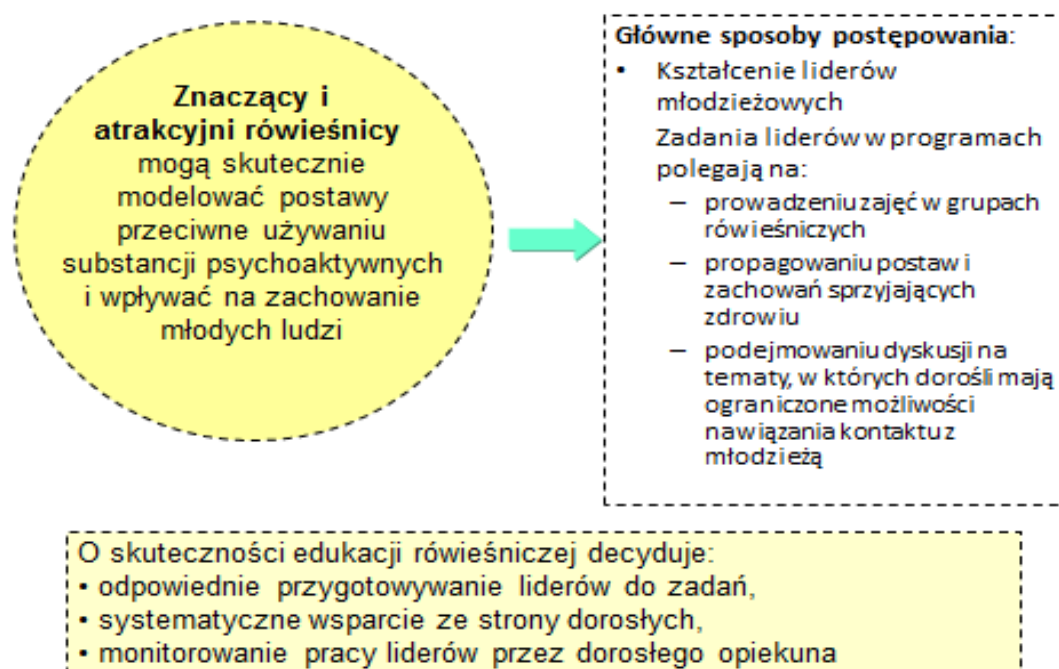 Znaczący i
atrakcyjni rówieśnicy
mogą skutecznie
modelować postawy
przeciwne używaniu
substancji psychoaktywnych
i wpływać na zachowanie
młodych ludzi
Główne sposoby postępowania:
• Kształcenie liderów
młodzieżowych
Zadania liderów w programach
polegają na:
– prowadzeniu zajęć w grupach
rówieśniczych
– propagowaniu postaw i
zachowań sprzyjających
zdrowiu
– podejmowaniu dyskusji na
tematy, w których dorośli mają
ograniczone możliwości
nawiązania kontaktu z
młodzieżą
O skuteczności edukacji rówieśniczej decyduje:
• odpowiednie przygotowywanie liderów do zadań,
• systematyczne wsparcie ze strony dorosłych,
• monitorowanie pracy liderów przez dorosłego opiekuna